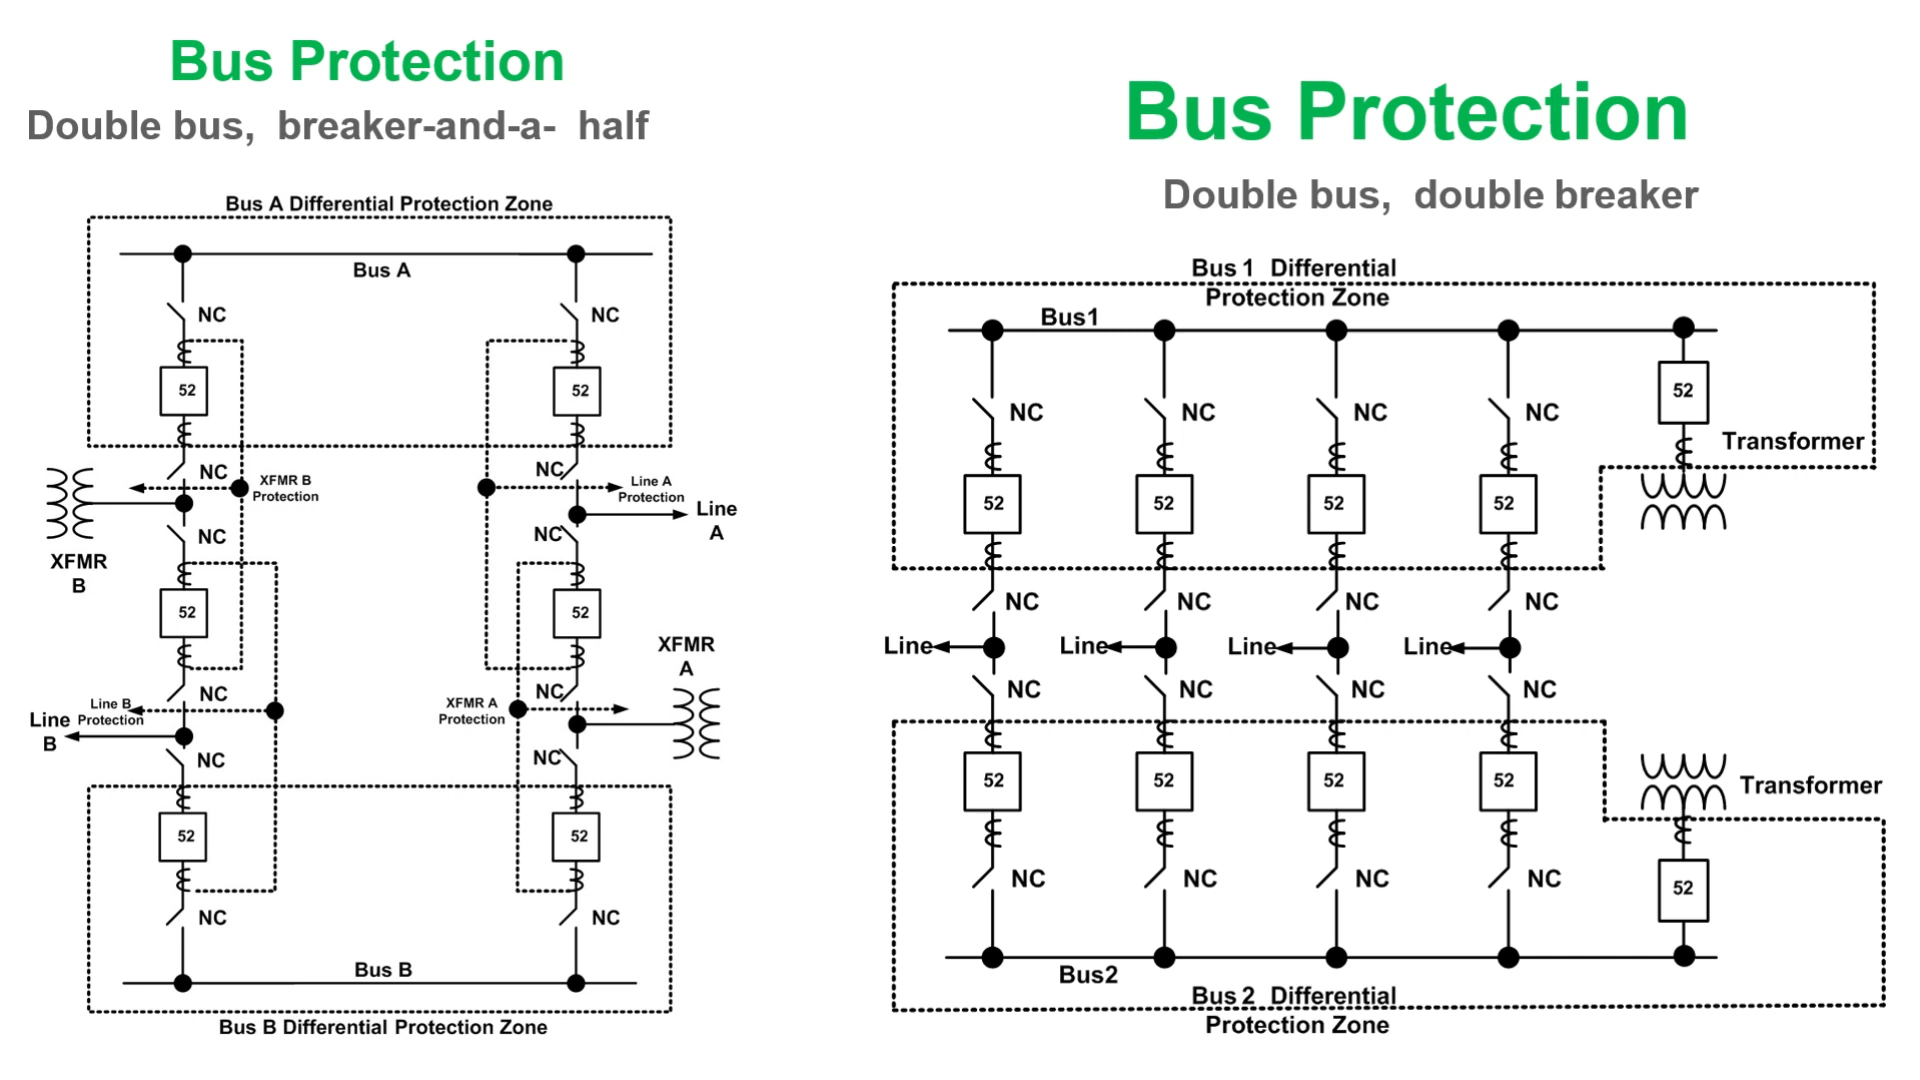 Bus Protection
Double bus,  breaker-and-a-  half
Bus A Differential Protection Zone
Bus A
NC
NC
52
52
NC
XFMR B
Protection
NC
Line A
Protection
Line
A
NC
NC
XFMR
B
52
52
XFMR
A
NC
Line B
Protection
Line
B
XFMR A
Protection
NC
NC
NC
52
52
NC
NC
Bus B
Bus B Differential Protection Zone
Bus Protection
Double bus,  double breaker
Bus 1  Differential
Protection Zone
Bus1
52
NC
NC
NC
NC
Transformer
52
52
52
52
NC
NC
NC
NC
Line
Line
Line
Line
NC
NC
NC
NC
52
52
52
52
Transformer
NC
NC
NC
NC
52
Bus2
Bus 2  Differential
Protection Zone